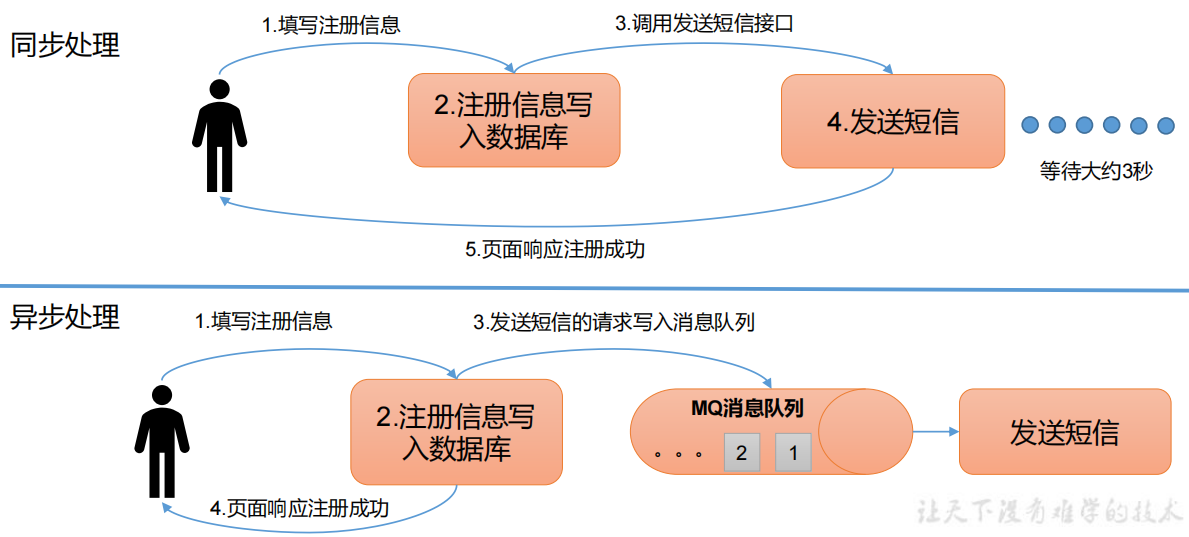 同步处理
1.填写注册信息
3.调用发送短信接口
2.注册信息写
入数据库
4.发送短信
等待大约3秒
5.页面响应注册成功
异步处理
1.填写注册信息
3.发送短信的请求写入消息队列
2.注册信息写
入数据库
MQ消息队列
。。。
2
1
发送短信
4.页面响应注册成功
让天下没有难学的技术